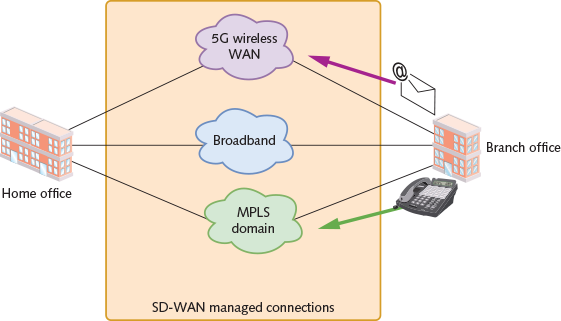 5G wireless
WAN
@
Broadband
Branch office
Home office
MPLS
domain
SD-WAN managed connections